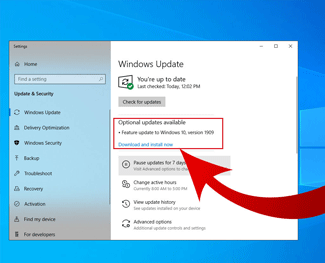 Settings
Windows Update
Home
You're up to date
Last checked: Today, 12:02 PM
Find a setting
Check for updates
Update & Security
Optional updates available
Windows Update
• Feature update to Windows 10, version 1909
Delivery Optimization
Download and install now
Windows Security
Backup
Pause updates for 7 days
Visit Advanced options to
Troubleshoot
Change active hours
Currently 8:00 AM to 5:00 PM
Recovery
View update history
See updates installed on your device
Activation
Find my device
Advanced options
Additional update controls and settings
For developers